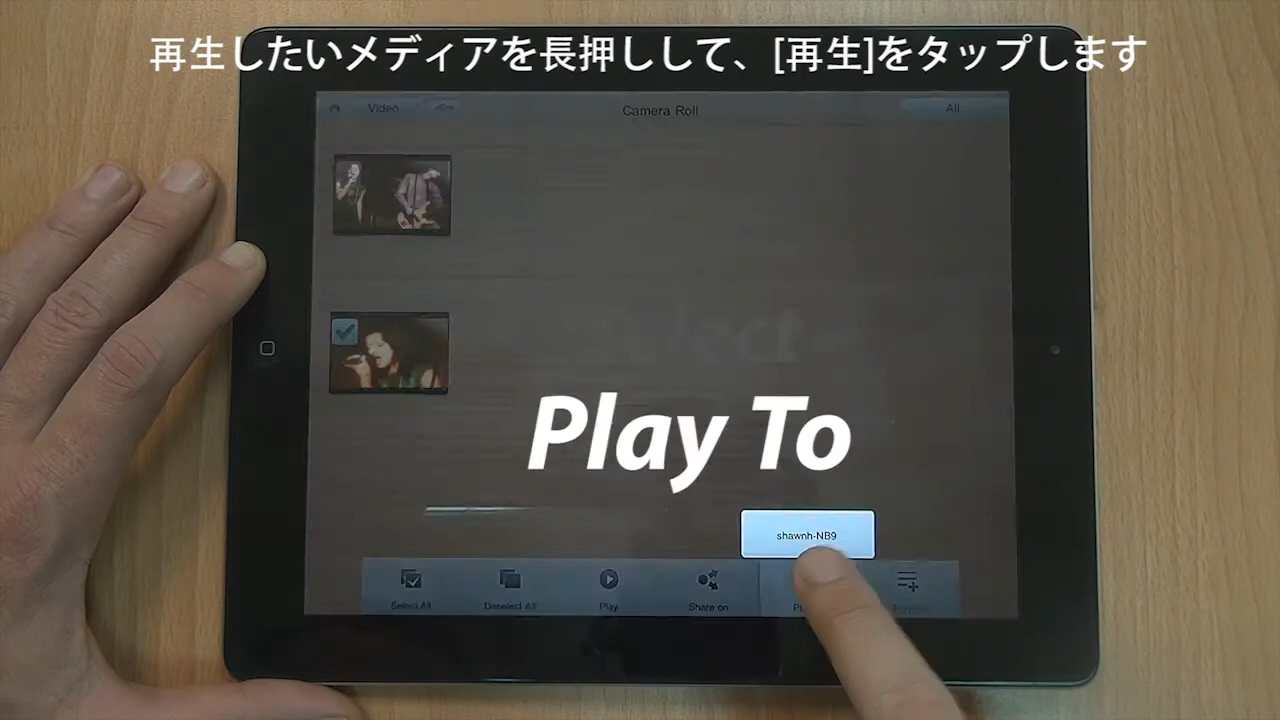 再生したいメディアを長押しして、[再生]をタップします
Video
Camera Roll
All
Play To
shawnh-NB9
Select All
Deselect All
Play
Share on